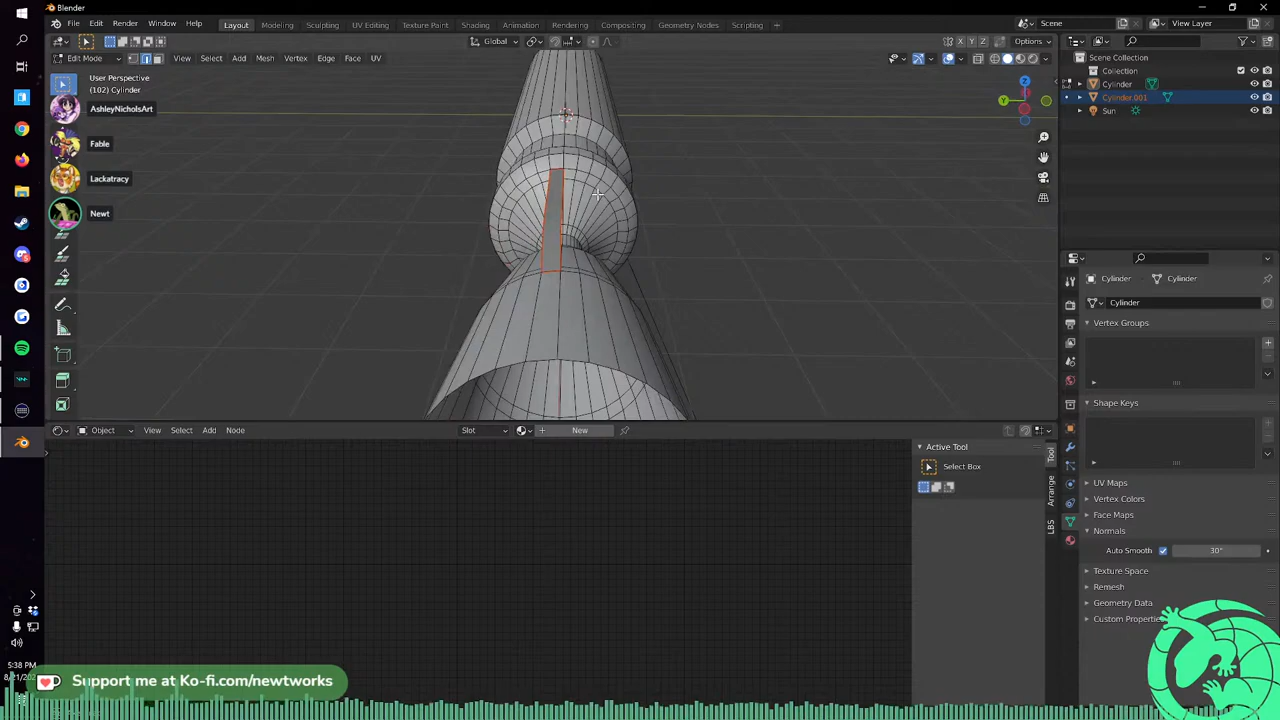 Blender
File Edit Render Window Help
Layout Modeling Sculpting UV Editing Texture Paint Shading Animation Rendering Compositing Geometry Nodes Scripting +
Scene View Layer
Global Options
X Y Z
Edit Mode View Select Add Mesh Vertex Edge Face UV
User Perspective
(102) Cylinder
AshleyNicholsArt
Fable
Lackatracy
Newt
Z
Y
Scene Collection
Collection
Cylinder
Cylinder.001
Sun
Cylinder Cylinder
Cylinder
Vertex Groups
Shape Keys
UV Maps
Vertex Colors
Face Maps
Normals
Auto Smooth 30°
Texture Space
Remesh
Geometry Data
Custom Properties
Object View Select Add Node Slot New
Active Tool
Select Box
Tool
Arrange
LBS
5:38 PM
Support me at Ko-fi.com/newtworks